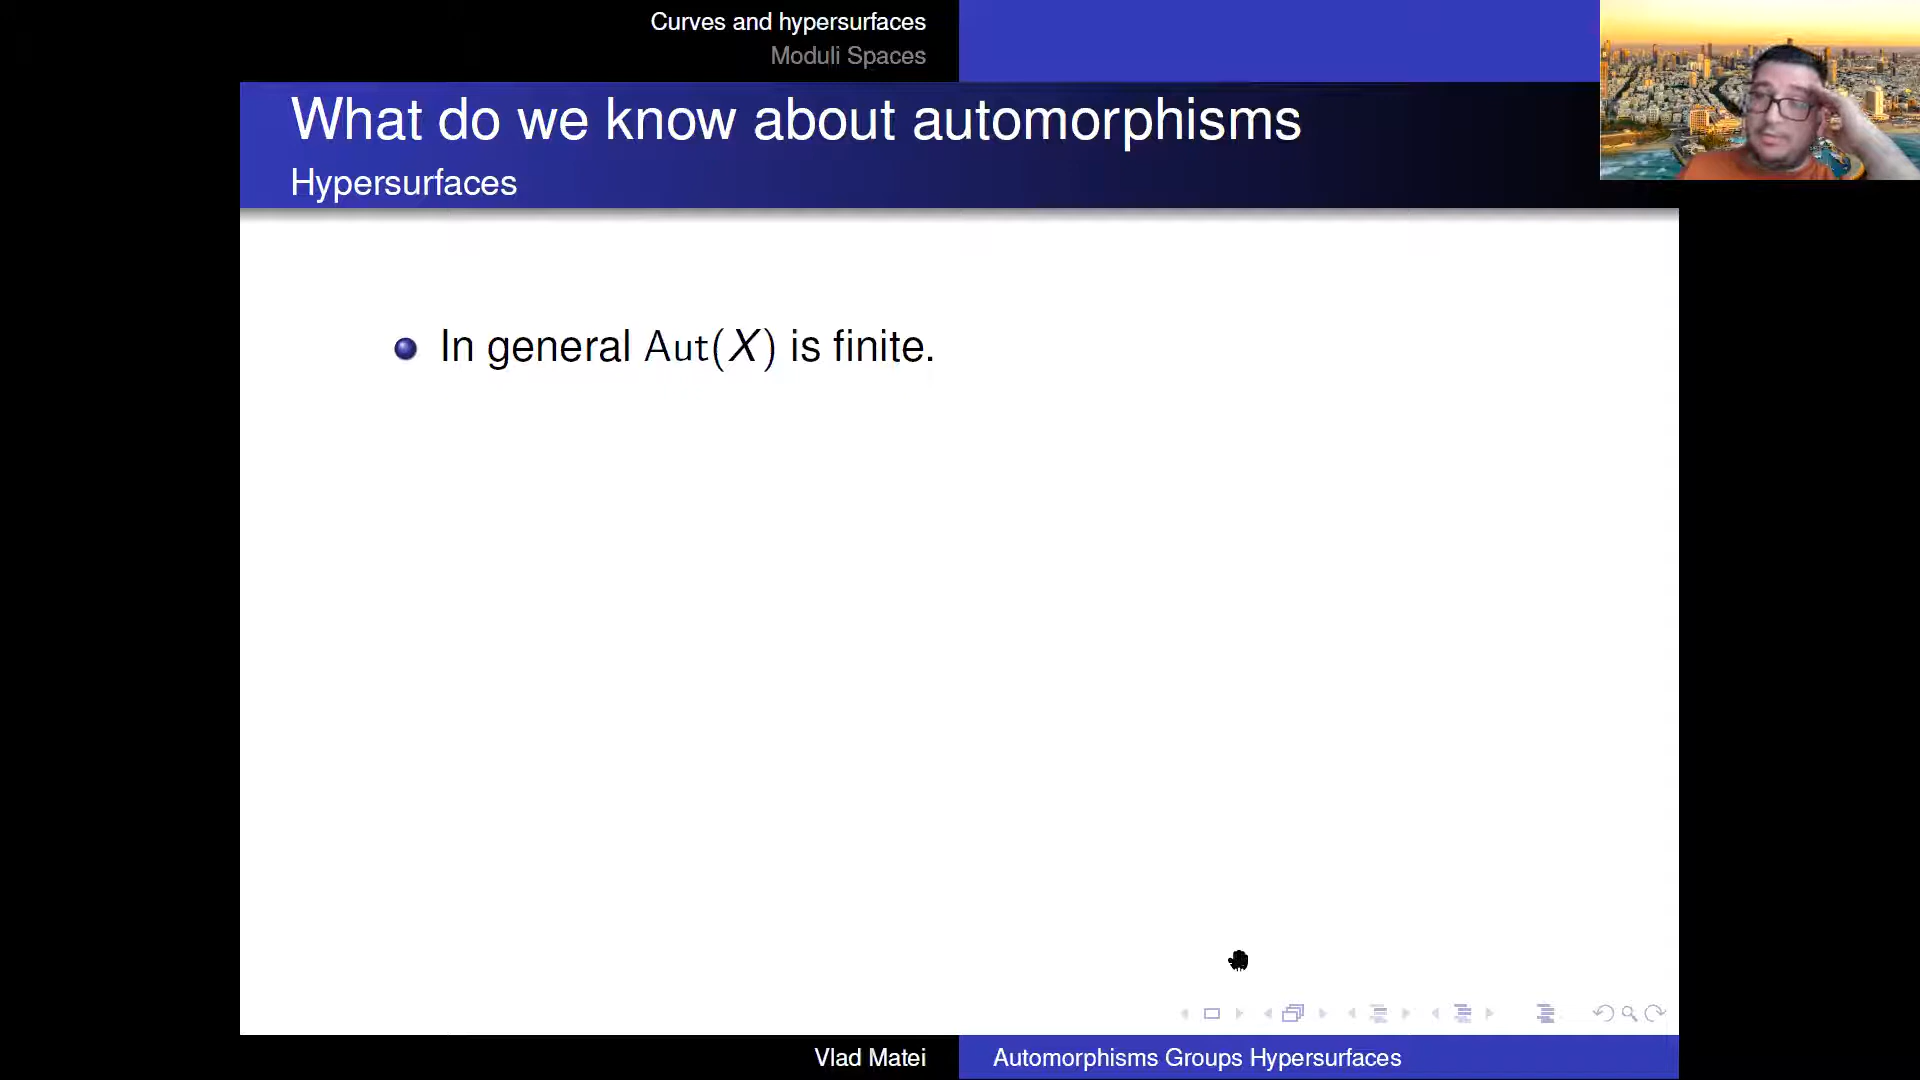 Curves and hypersurfaces
Moduli Spaces
What do we know about automorphisms
Hypersurfaces
In general Aut(X) is finite.
Vlad Matei
Automorphisms Groups Hypersurfaces